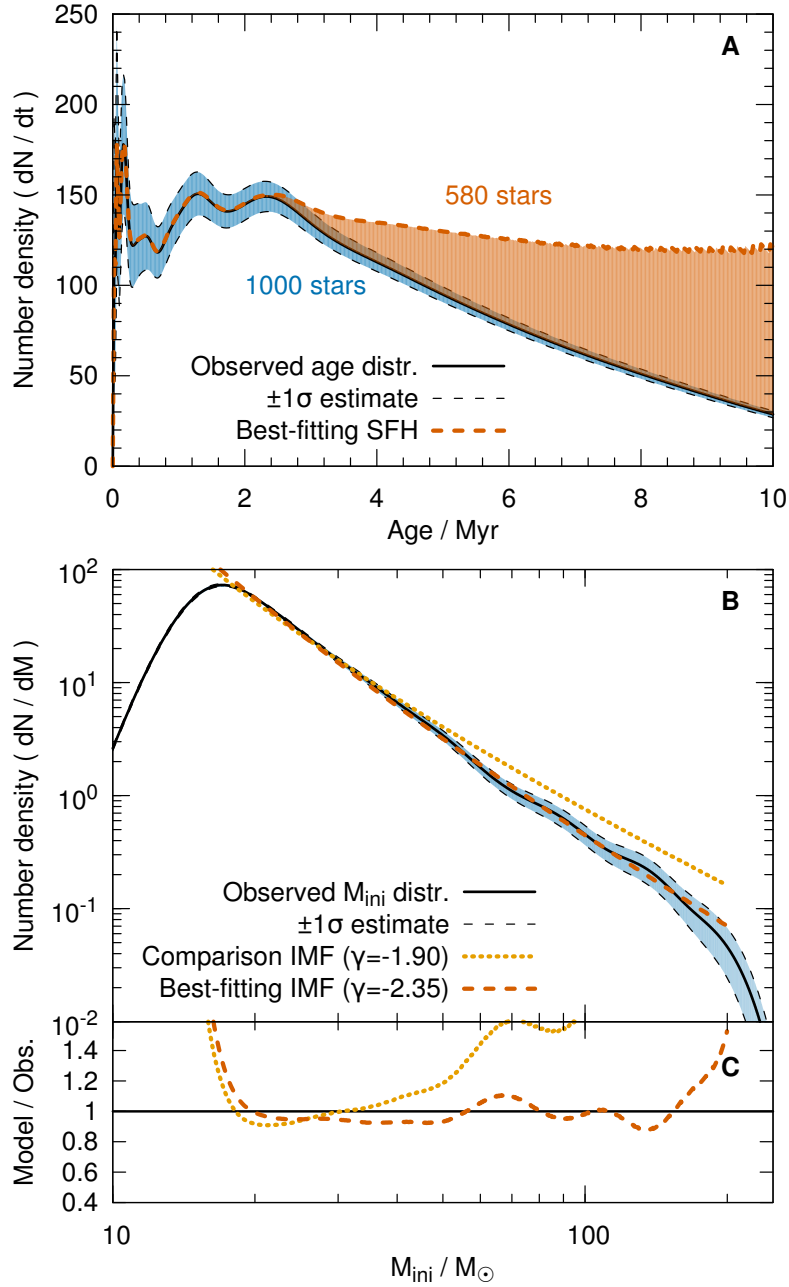 A
Number density ( dN / dt )
250
200
150
100
50
0
580 stars
1000 stars
Observed age distr.
±1σ estimate
Best-fitting SFH
0 2 4 6 8 10
Age / Myr
B
Number density ( dN / dM )
10²
10¹
10⁰
10⁻¹
10⁻²
Observed Mᵢₙᵢ distr.
±1σ estimate
Comparison IMF (γ=-1.90)
Best-fitting IMF (γ=-2.35)
C
Model / Obs.
1.4
1.2
1
0.8
0.6
0.4
10 100
Mᵢₙᵢ / M☉